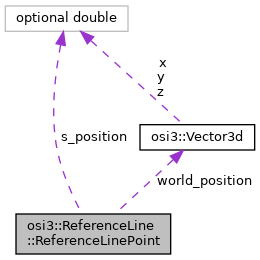 optional double
x
y
z
s_position
osi3::Vector3d
world_position
osi3::ReferenceLine
::ReferenceLinePoint